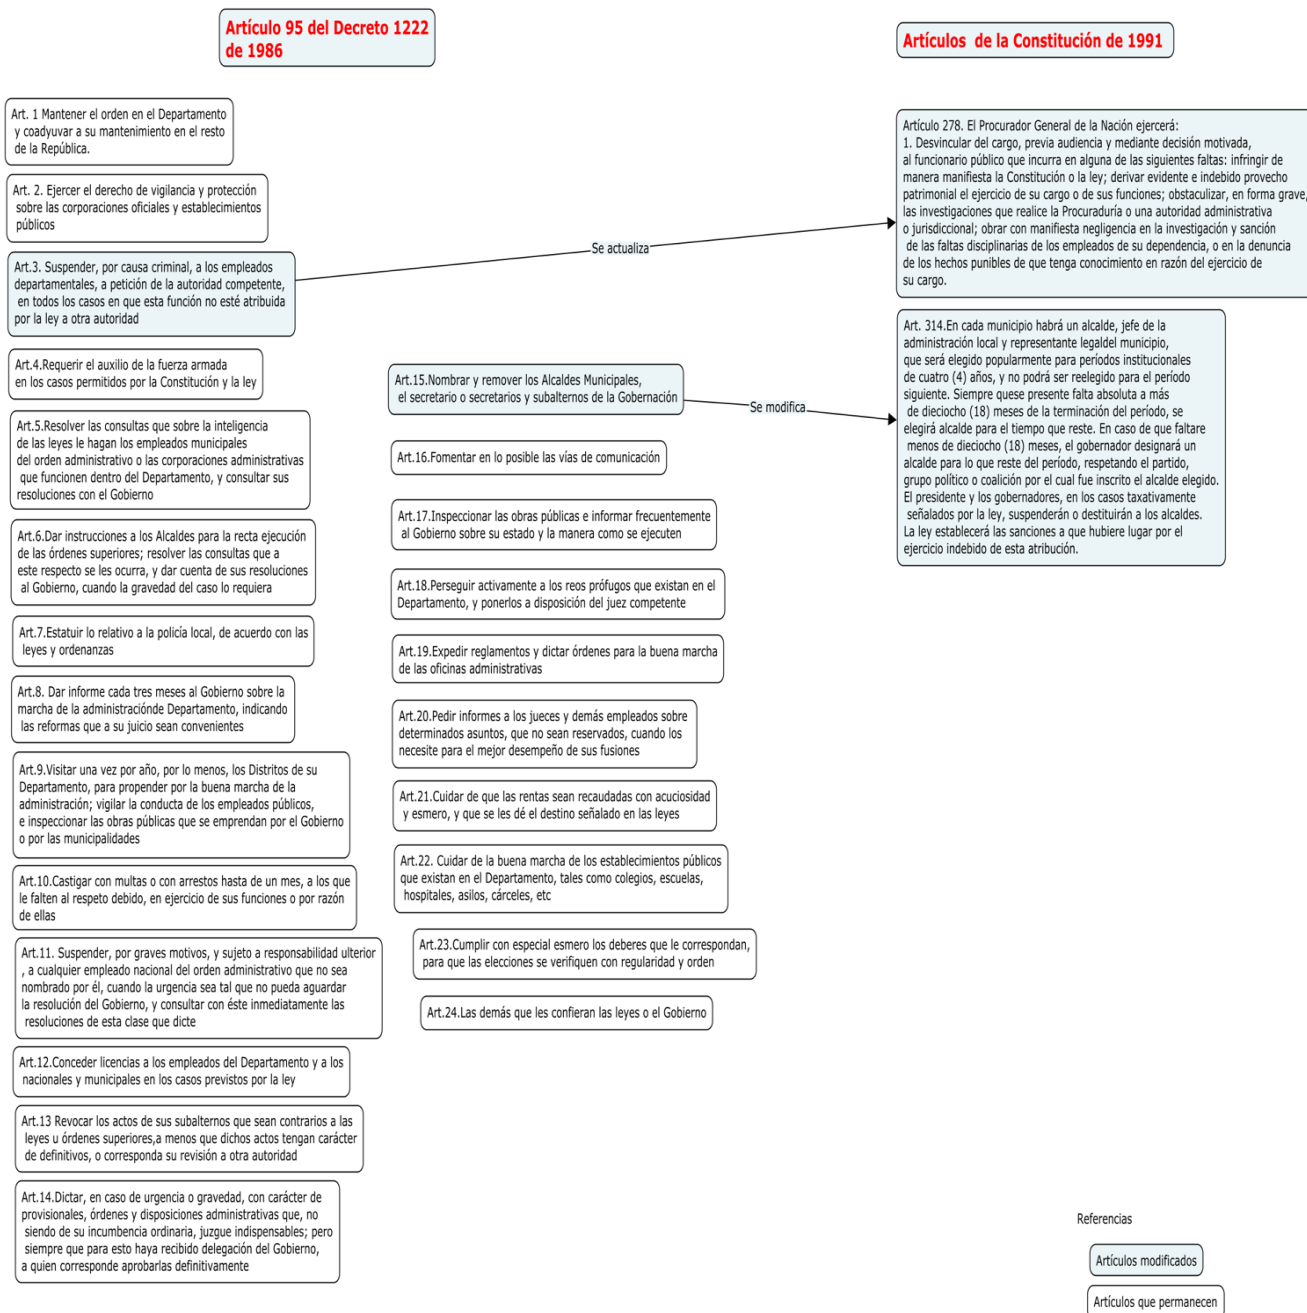 Artículo 95 del Decreto 1222
de 1986
Artículos de la Constitución de 1991
Art. 1 Mantener el orden en el Departamento
y coadyuvar a su mantenimiento en el resto
de la República.
Art. 2. Ejercer el derecho de vigilancia y protección
sobre las corporaciones oficiales y establecimientos
públicos
Art.3. Suspender, por causa criminal, a los empleados
departamentales, a petición de la autoridad competente,
en todos los casos en que esta función no esté atribuida
por la ley a otra autoridad
Art.4.Requerir el auxilio de la fuerza armada
en los casos permitidos por la Constitución y la ley
Art.5.Resolver las consultas que sobre la inteligencia
de las leyes le hagan los empleados municipales
del orden administrativo o las corporaciones administrativas
que funcionen dentro del Departamento, y consultar sus
resoluciones con el Gobierno
Art.6.Dar instrucciones a los Alcaldes para la recta ejecución
de las órdenes superiores; resolver las consultas que a
este respecto se les ocurra, y dar cuenta de sus resoluciones
al Gobierno, cuando la gravedad del caso lo requiera
Art.7.Estatuir lo relativo a la policía local, de acuerdo con las
leyes y ordenanzas
Art.8. Dar informe cada tres meses al Gobierno sobre la
marcha de la administraciónde Departamento, indicando
las reformas que a su juicio sean convenientes
Art.9.Visitar una vez por año, por lo menos, los Distritos de su
Departamento, para propender por la buena marcha de la
administración; vigilar la conducta de los empleados públicos,
e inspeccionar las obras públicas que se emprendan por el Gobierno
o por las municipalidades
Art.10.Castigar con multas o con arrestos hasta de un mes, a los que
le falten al respeto debido, en ejercicio de sus funciones o por razón
de ellas
Art.11. Suspender, por graves motivos, y sujeto a responsabilidad ulterior
, a cualquier empleado nacional del orden administrativo que no sea
nombrado por él, cuando la urgencia sea tal que no pueda aguardar
la resolución del Gobierno, y consultar con éste inmediatamente las
resoluciones de esta clase que dicte
Art.12.Conceder licencias a los empleados del Departamento y a los
nacionales y municipales en los casos previstos por la ley
Art.13 Revocar los actos de sus subalternos que sean contrarios a las
leyes u órdenes superiores,a menos que dichos actos tengan carácter
de definitivos, o corresponda su revisión a otra autoridad
Art.14.Dictar, en caso de urgencia o gravedad, con carácter de
provisionales, órdenes y disposiciones administrativas que, no
siendo de su incumbencia ordinaria, juzgue indispensables; pero
siempre que para esto haya recibido delegación del Gobierno,
a quien corresponde aprobarlas definitivamente
Art.15.Nombrar y remover los Alcaldes Municipales,
el secretario o secretarios y subalternos de la Gobernación
Art.16.Fomentar en lo posible las vías de comunicación
Art.17.Inspeccionar las obras públicas e informar frecuentemente
al Gobierno sobre su estado y la manera como se ejecuten
Art.18.Perseguir activamente a los reos prófugos que existan en el
Departamento, y ponerlos a disposición del juez competente
Art.19.Expedir reglamentos y dictar órdenes para la buena marcha
de las oficinas administrativas
Art.20.Pedir informes a los jueces y demás empleados sobre
determinados asuntos, que no sean reservados, cuando los
necesite para el mejor desempeño de sus fusiones
Art.21.Cuidar de que las rentas sean recaudadas con acuciosidad
y esmero, y que se les dé el destino señalado en las leyes
Art.22. Cuidar de la buena marcha de los establecimientos públicos
que existan en el Departamento, tales como colegios, escuelas,
hospitales, asilos, cárceles, etc
Art.23.Cumplir con especial esmero los deberes que le correspondan,
para que las elecciones se verifiquen con regularidad y orden
Art.24.Las demás que les confieran las leyes o el Gobierno
Se actualiza
Se modifica
Artículo 278. El Procurador General de la Nación ejercerá:
1. Desvincular del cargo, previa audiencia y mediante decisión motivada,
al funcionario público que incurra en alguna de las siguientes faltas: infringir de
manera manifiesta la Constitución o la ley; derivar evidente e indebido provecho
patrimonial el ejercicio de su cargo o de sus funciones; obstaculizar, en forma grave,
las investigaciones que realice la Procuraduría o una autoridad administrativa
o jurisdiccional; obrar con manifiesta negligencia en la investigación y sanción
de las faltas disciplinarias de los empleados de su dependencia, o en la denuncia
de los hechos punibles de que tenga conocimiento en razón del ejercicio de
su cargo.
Art. 314.En cada municipio habrá un alcalde, jefe de la
administración local y representante legaldel municipio,
que será elegido popularmente para períodos institucionales
de cuatro (4) años, y no podrá ser reelegido para el período
siguiente. Siempre quese presente falta absoluta a más
de dieciocho (18) meses de la terminación del período, se
elegirá alcalde para el tiempo que reste. En caso de que faltare
menos de dieciocho (18) meses, el gobernador designará un
alcalde para lo que reste del período, respetando el partido,
grupo político o coalición por el cual fue inscrito el alcalde elegido.
El presidente y los gobernadores, en los casos taxativamente
señalados por la ley, suspenderán o destituirán a los alcaldes.
La ley establecerá las sanciones a que hubiere lugar por el
ejercicio indebido de esta atribución.
Referencias
Artículos modificados
Artículos que permanecen